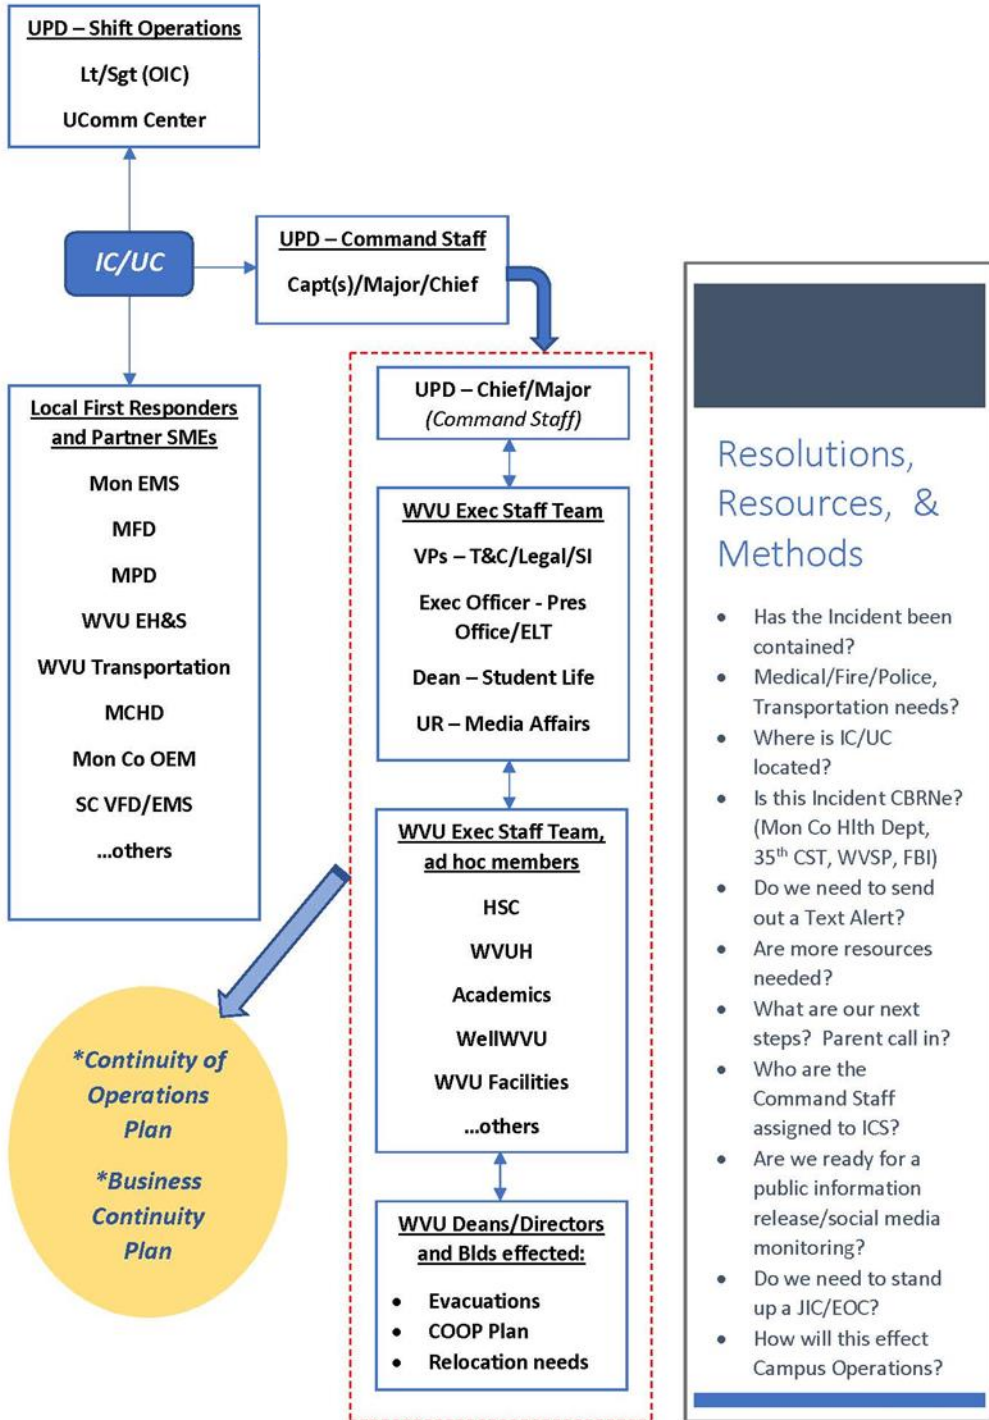 UPD – Shift Operations
Lt/Sgt (OIC)
UComm Center
IC/UC
UPD – Command Staff
Capt(s)/Major/Chief
Local First Responders
and Partner SMEs
Mon EMS
MFD
MPD
WVU EH&S
WVU Transportation
MCHD
Mon Co OEM
SC VFD/EMS
...others
UPD – Chief/Major
(Command Staff)
WVU Exec Staff Team
VPs – T&C/Legal/SI
Exec Officer - Pres
Office/ELT
Dean – Student Life
UR – Media Affairs
WVU Exec Staff Team,
ad hoc members
HSC
WVUH
Academics
WellWVU
WVU Facilities
...others
WVU Deans/Directors
and Blds effected:
• Evacuations
• COOP Plan
• Relocation needs
*Continuity of
Operations
Plan
*Business
Continuity
Plan
Resolutions,
Resources, &
Methods
• Has the Incident been
contained?
• Medical/Fire/Police,
Transportation needs?
• Where is IC/UC
located?
• Is this Incident CBRNe?
(Mon Co Hlth Dept,
35th CST, WVSP, FBI)
• Do we need to send
out a Text Alert?
• Are more resources
needed?
• What are our next
steps? Parent call in?
• Who are the
Command Staff
assigned to ICS?
• Are we ready for a
public information
release/social media
monitoring?
• Do we need to stand
up a JIC/EOC?
• How will this effect
Campus Operations?